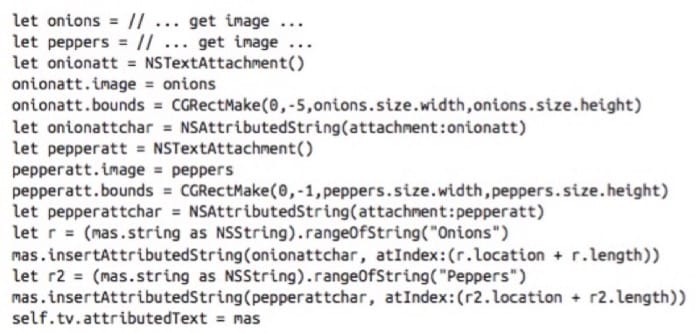 let onions = // ... get image ...
let peppers = // ... get image ...
let onionatt = NSTextAttachment()
onionatt.image = onions
onionatt.bounds = CGRectMake(0,-5,onions.size.width,onions.size.height)
let onionattchar = NSAttributedString(attachment:onionatt)
let pepperatt = NSTextAttachment()
pepperatt.image = peppers
pepperatt.bounds = CGRectMake(0,-1,peppers.size.width,peppers.size.height)
let pepperattchar = NSAttributedString(attachment:pepperatt)
let r = (mas.string as NSString).rangeOfString("Onions")
mas.insertAttributedString(onionattchar, atIndex:(r.location + r.length))
let r2 = (mas.string as NSString).rangeOfString("Peppers")
mas.insertAttributedString(pepperattchar, atIndex:(r2.location + r2.length))
self.tv.attributedText = mas